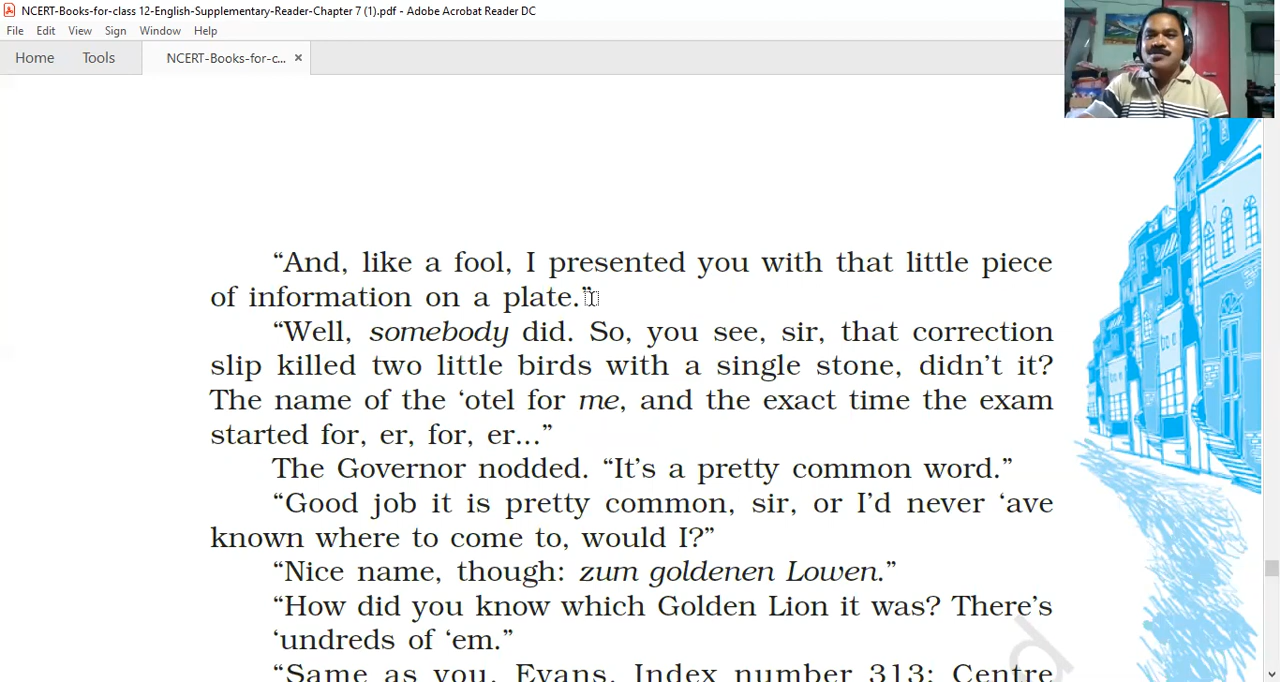 NCERT-Books-for-class 12-English-Supplementary-Reader-Chapter 7 (1).pdf - Adobe Acrobat Reader DC
File Edit View Sign Window Help
Home Tools NCERT-Books-for-c... ×
“And, like a fool, I presented you with that little piece
of information on a plate.”
“Well, somebody did. So, you see, sir, that correction
slip killed two little birds with a single stone, didn’t it?
The name of the ‘otel for me, and the exact time the exam
started for, er, for, er...”
The Governor nodded. “It’s a pretty common word.”
“Good job it is pretty common, sir, or I’d never ‘ave
known where to come to, would I?”
“Nice name, though: zum goldenen Lowen.”
“How did you know which Golden Lion it was? There’s
‘undreds of ‘em.”
“Same as you, Evans. Index number 313; Centre